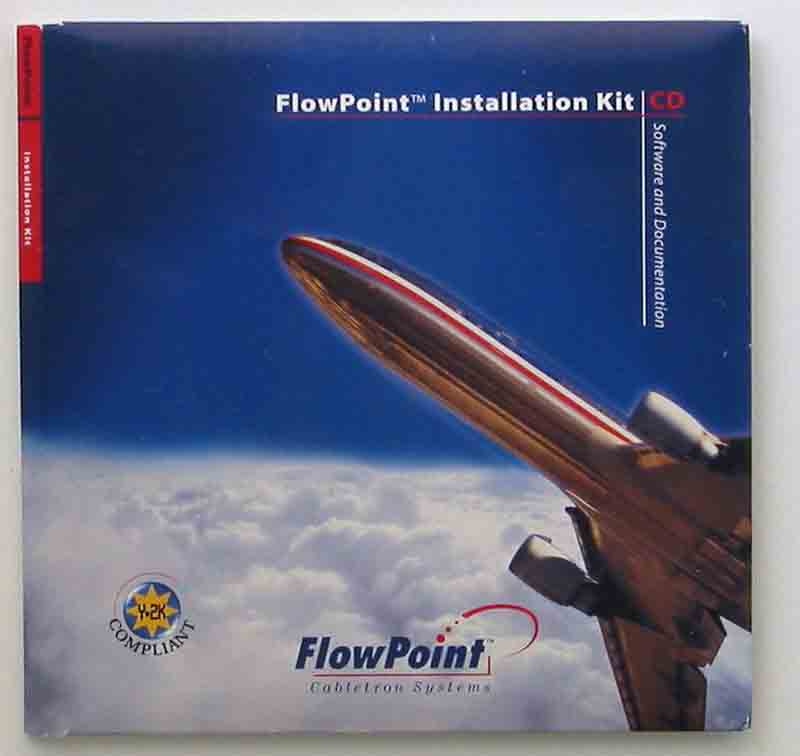 FlowPoint
Installation Kit
FlowPoint™ Installation Kit CD
Software and Documentation
Y2K
COMPLIANT
FlowPoint™
Cabletron Systems